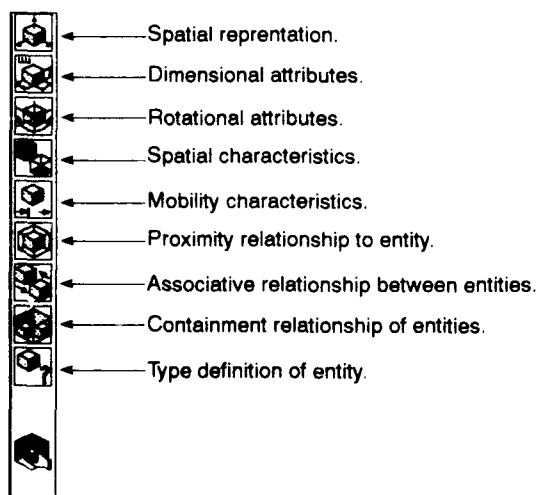 Spatial reprentation.
Dimensional attributes.
Rotational attributes.
Spatial characteristics.
Mobility characteristics.
Proximity relationship to entity.
Associative relationship between entities.
Containment relationship of entities.
Type definition of entity.
?